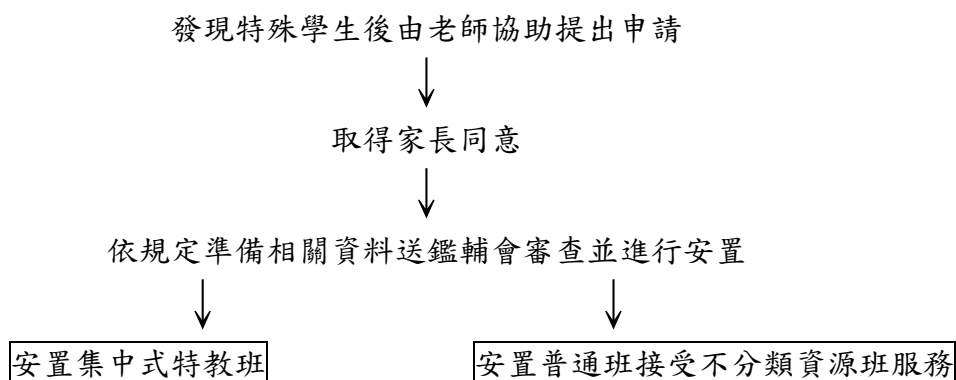 發現特殊學生後由老師協助提出申請
取得家長同意
依規定準備相關資料送鑑輔會審查並進行安置
安置集中式特教班
安置普通班接受不分類資源班服務